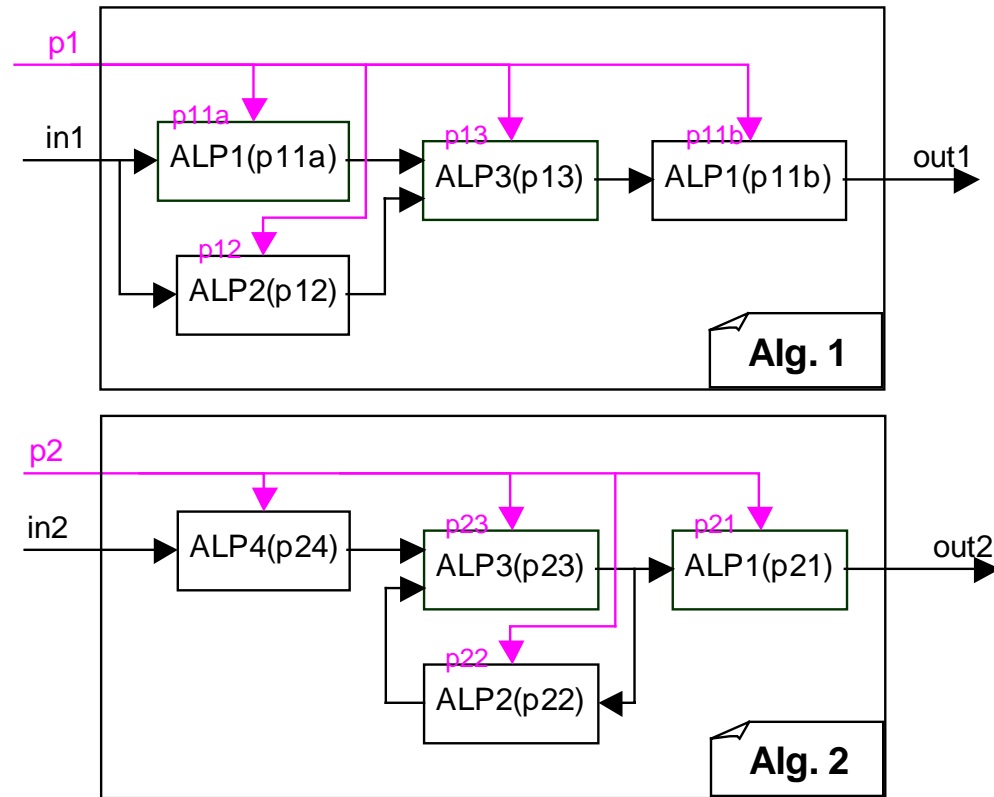 p1
p11a
p13
p11b
in1
ALP1(p11a)
ALP3(p13)
ALP1(p11b)
out1
p12
ALP2(p12)
Alg. 1
p2
in2
ALP4(p24)
p23
ALP3(p23)
p21
ALP1(p21)
out2
p22
ALP2(p22)
Alg. 2